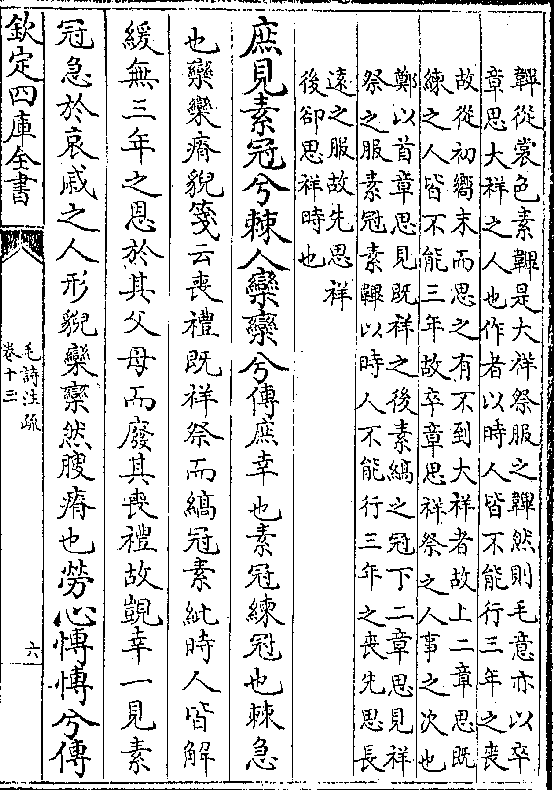 韠從裳色素韠是大祥祭服之韠然則毛意亦以卒
章思大祥之人也作者以時人皆不能行三年之喪
故從初嚮末而思之有不到大祥者故上二章思既
練之人皆不能三年故卒章思祥祭之人事之次也
鄭以首章思見既祥之後素縞之冠下二章思見祥
祭之服素冠素韠以時人不能行三年之喪先思長
遠之服故先思祥
後卻思祥時也
庶見素冠兮棘人欒欒兮傳庶幸也素冠練冠也棘急
也欒欒瘠貌箋云喪禮既祥祭而縞冠素紕時人皆解
緩無三年之恩於其父母而廢其喪禮故覬幸一見素
冠急於哀戚之人形貌欒欒然膄瘠也勞心慱慱兮傳
欽定四庫全書
毛詩注疏
卷十三
六